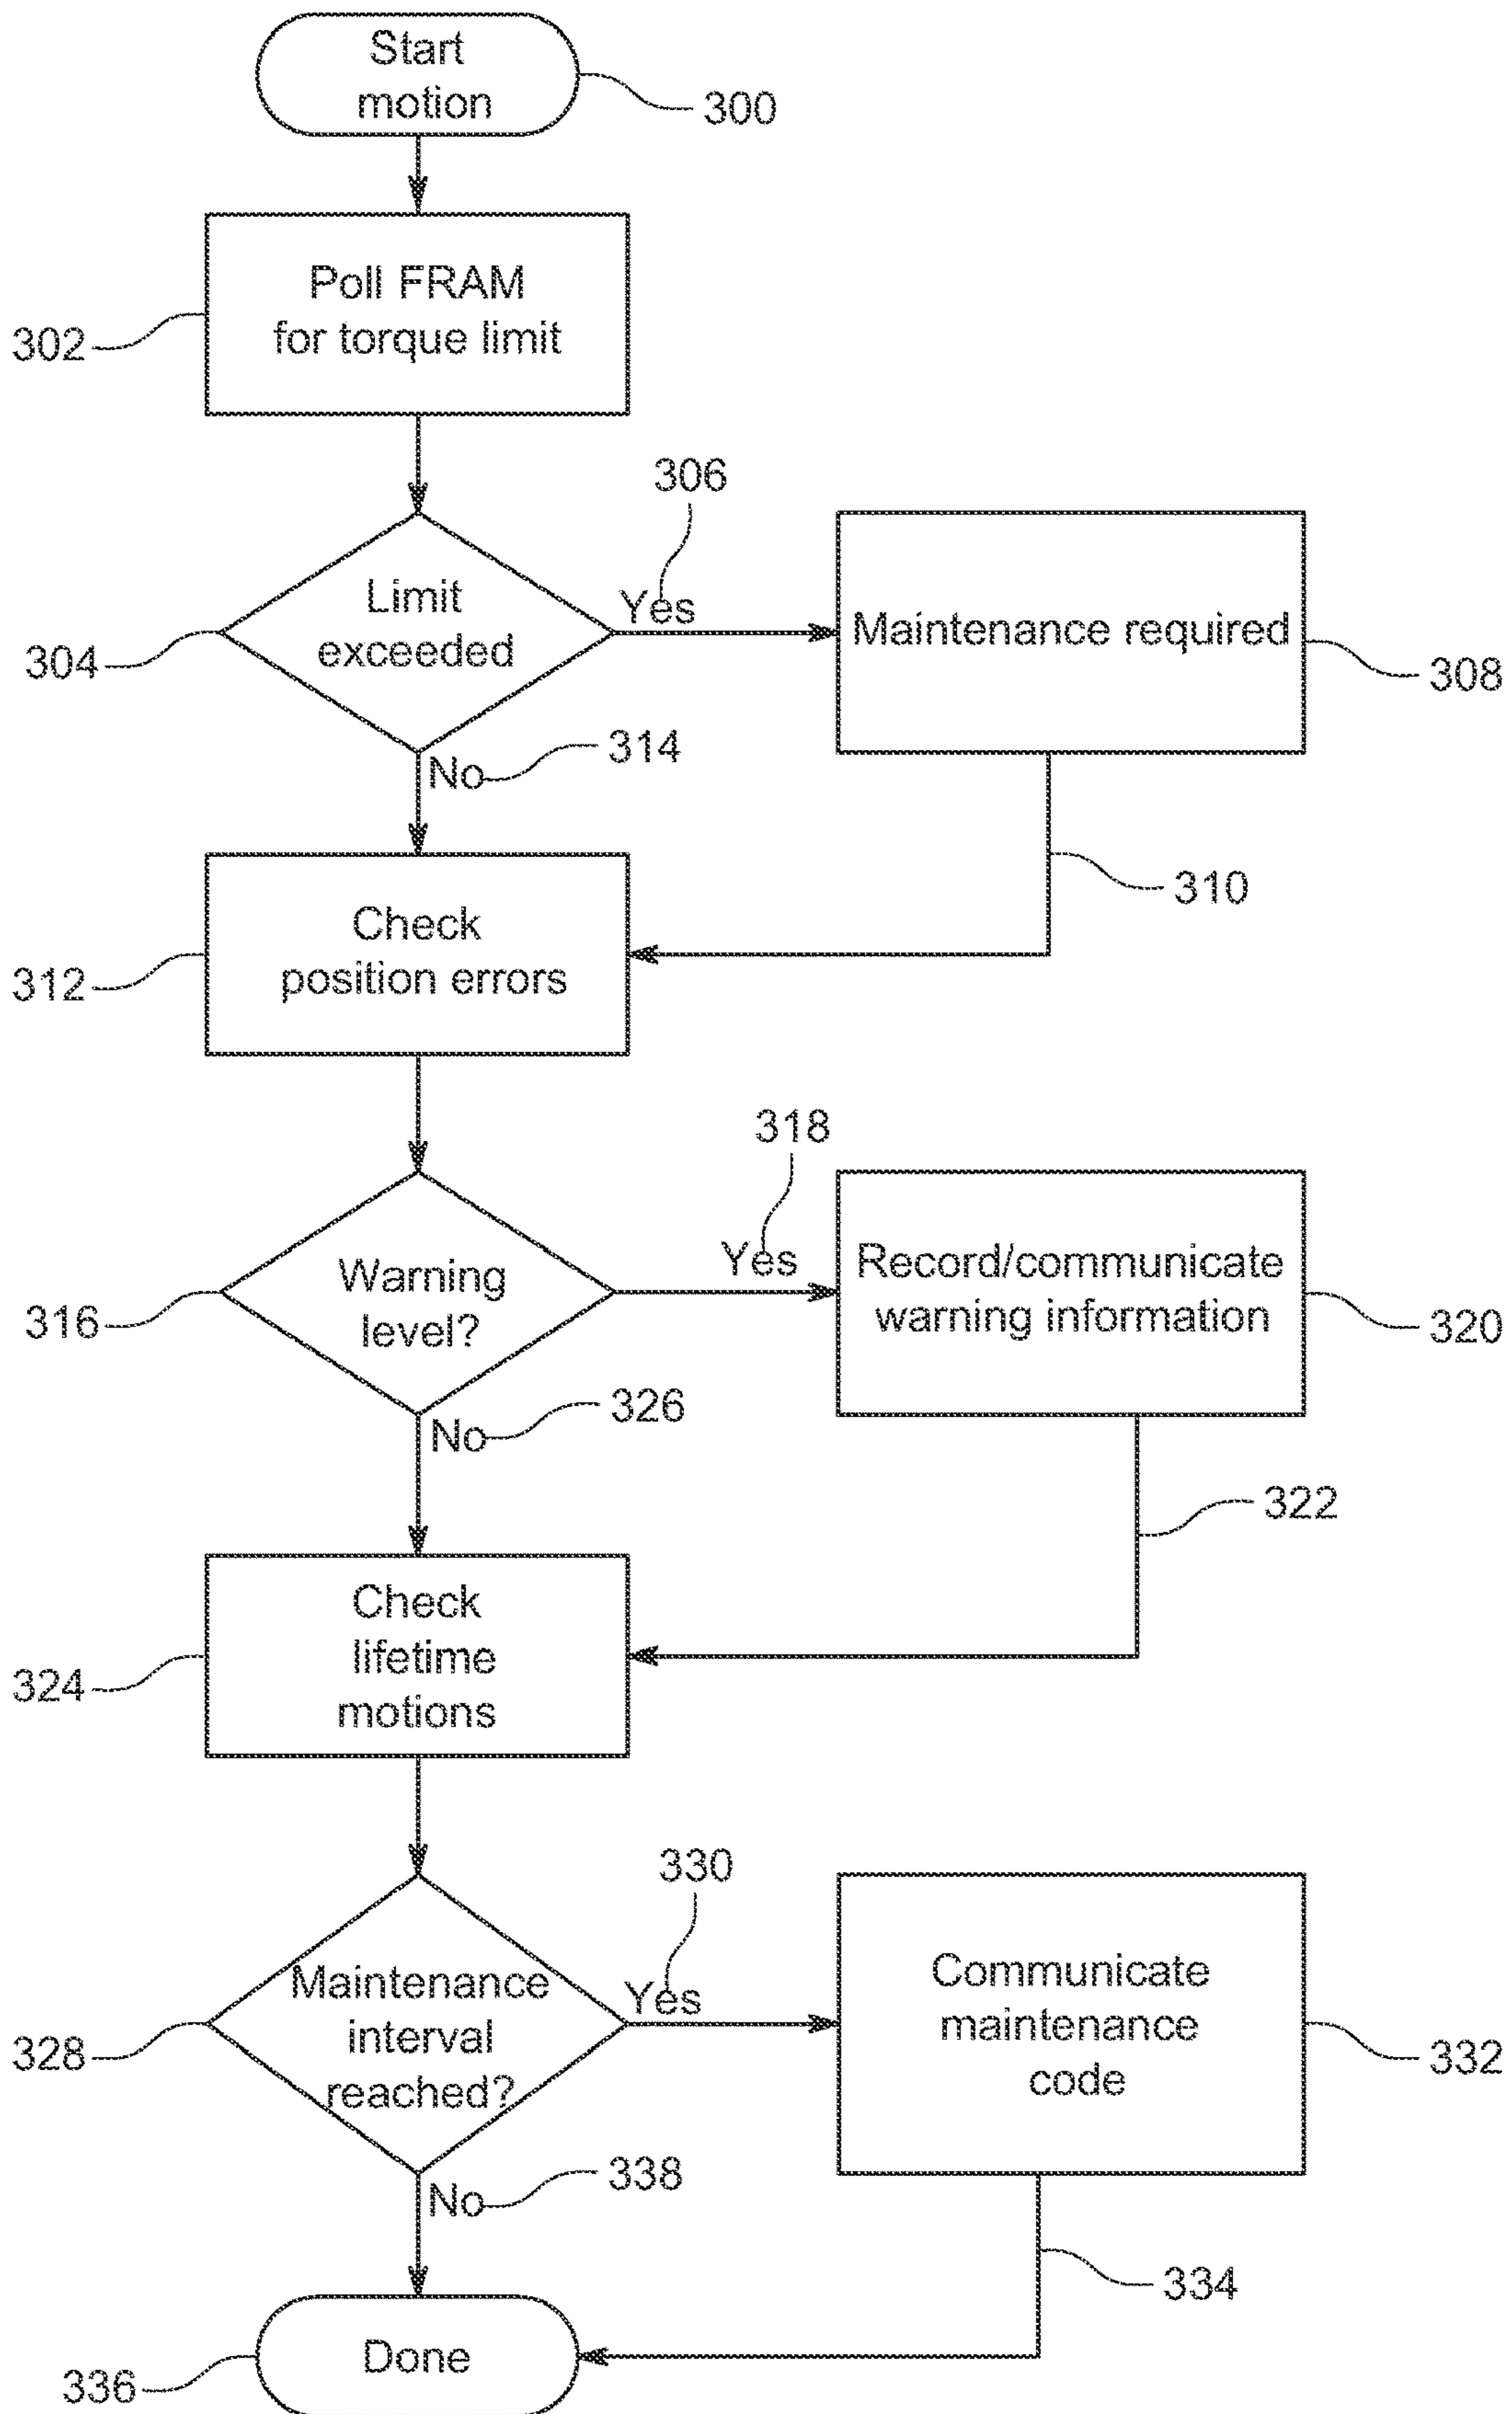 Start
motion
300
Poll FRAM
for torque limit
302
306
Limit
exceeded
Yes
Maintenance required
304
308
314
No
310
Check
position errors
312
318
Warning
level?
Yes
Record/communicate
warning information
316
320
326
No
322
Check
lifetime
motions
324
330
Maintenance
interval
reached?
Yes
Communicate
maintenance
code
328
332
338
No
334
Done
336